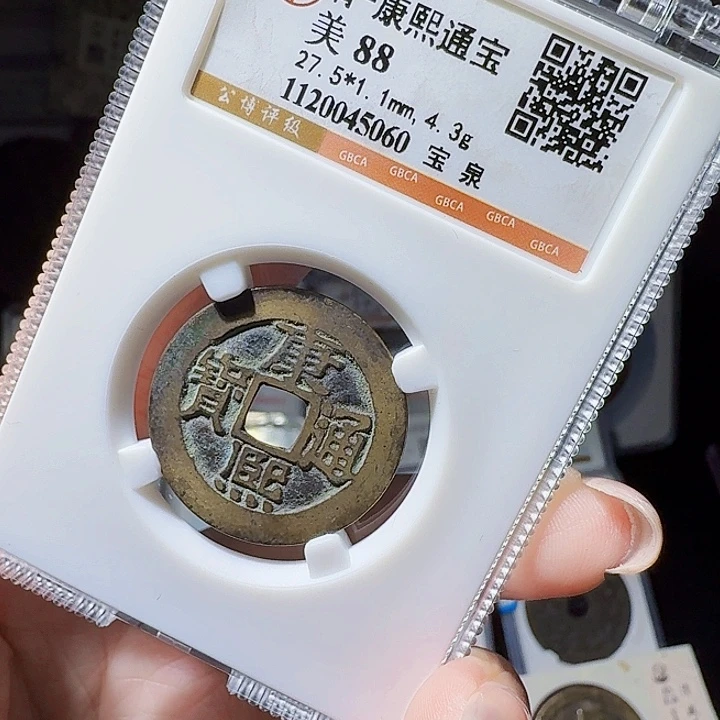 清·康熙通宝
美 88
27.5*1.1mm, 4.3g
1120045060 宝 泉
公博评级
GBCA GBCA GBCA GBCA GBCA
康熙通寶